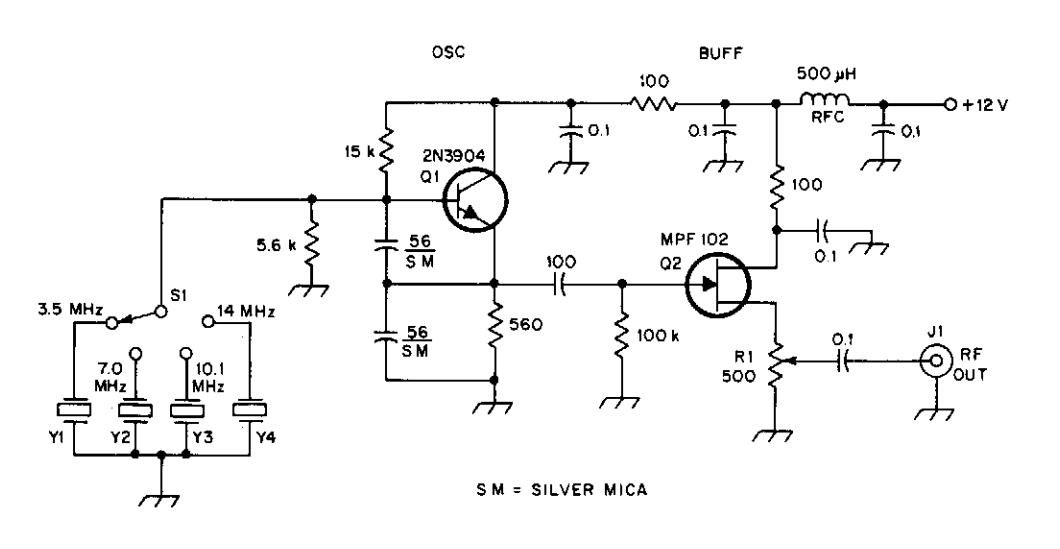 OSC
BUFF
100
500 µH
RFC
+12 V
0.1
0.1
0.1
15 k
2N3904
Q1
100
5.6 k
56
SM
MPF 102
Q2
0.1
100
3.5 MHz
S1
14 MHz
56
SM
560
100 k
R1
500
0.1
J1
RF
OUT
7.0
MHz
10.1
MHz
Y1
Y2
Y3
Y4
SM = SILVER MICA